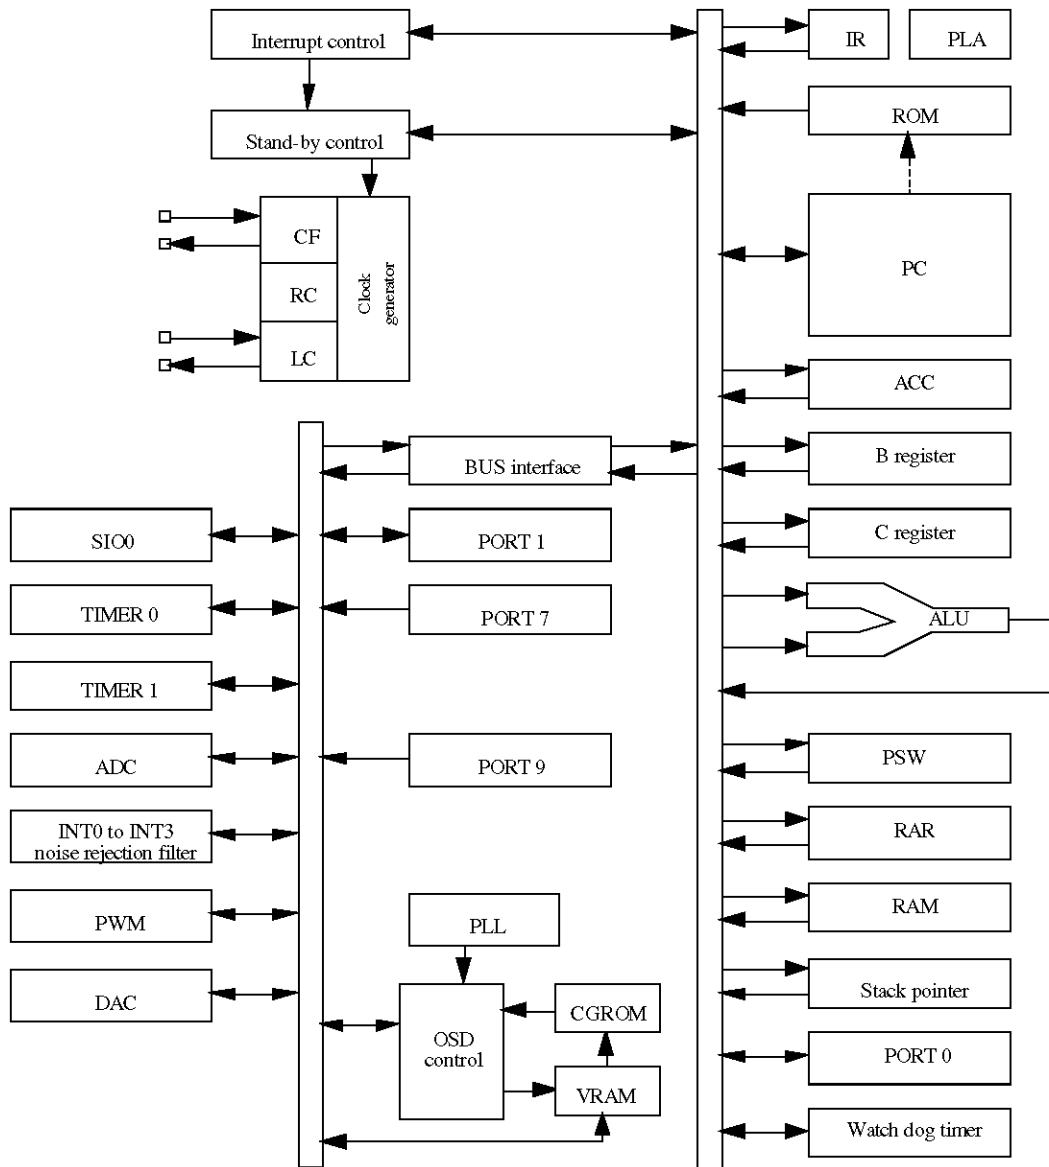 Interrupt control
IR
PLA
Stand-by control
ROM
CF
RC
LC
Clock
generator
PC
ACC
BUS interface
B register
SIO0
PORT 1
C register
TIMER 0
PORT 7
ALU
TIMER 1
ADC
PORT 9
PSW
INT0 to INT3
noise rejection filter
RAR
PWM
PLL
RAM
DAC
OSD
control
CGROM
VRAM
Stack pointer
PORT 0
Watch dog timer